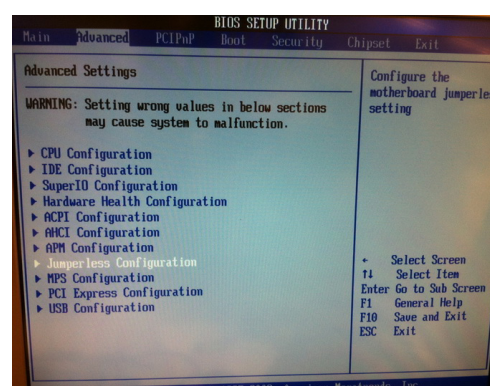 BIOS SETUP UTILITY
Main Advanced PCIPnP Boot Security Chipset Exit
Advanced Settings
WARNING: Setting wrong values in below sections
may cause system to malfunction.
▶ CPU Configuration
▶ IDE Configuration
▶ SuperIO Configuration
▶ Hardware Health Configuration
▶ ACPI Configuration
▶ AHCI Configuration
▶ APM Configuration
▶ Jumperless Configuration
▶ MPS Configuration
▶ PCI Express Configuration
▶ USB Configuration
Configure the
motherboard jumperle
setting
← Select Screen
↑↓ Select Item
Enter Go to Sub Screen
F1 General Help
F10 Save and Exit
ESC Exit